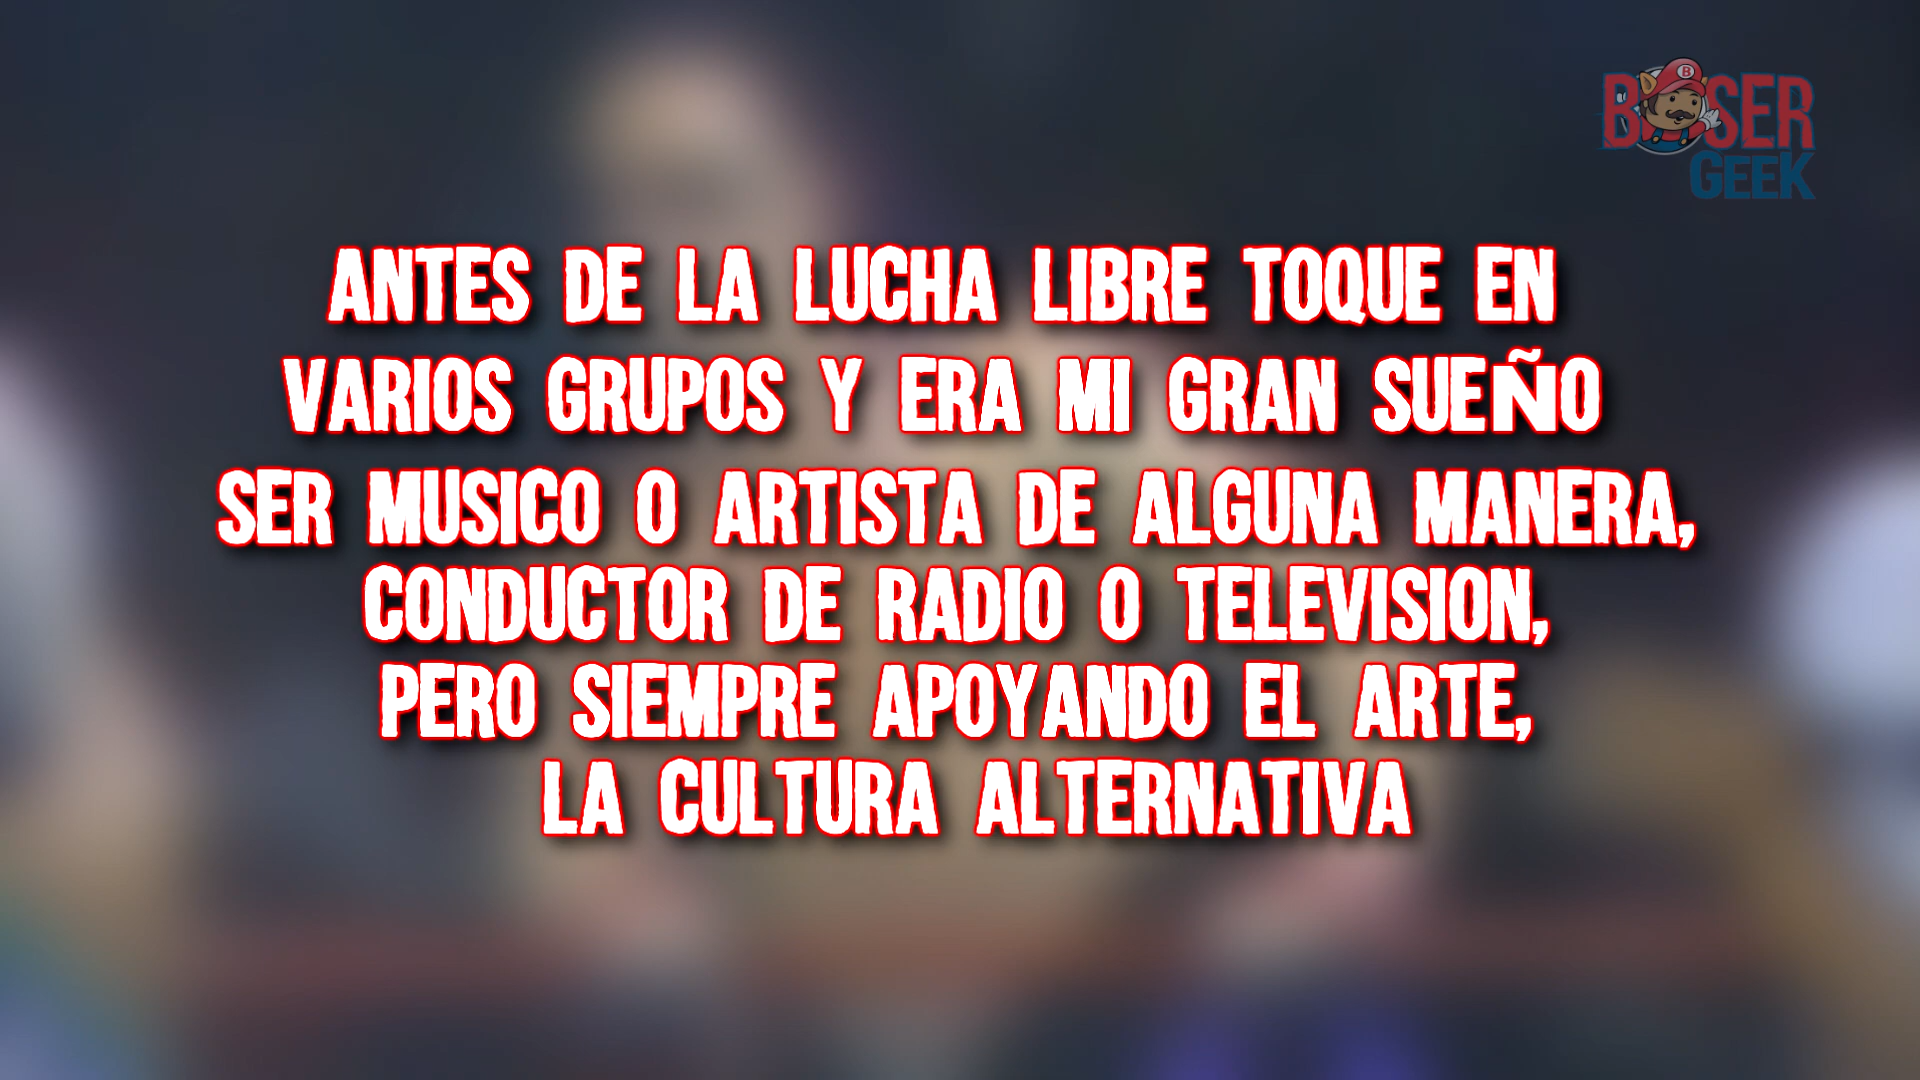 BOSER
GEEK
ANTES DE LA LUCHA LIBRE TOQUE EN
VARIOS GRUPOS Y ERA MI GRAN SUEÑO
SER MUSICO O ARTISTA DE ALGUNA MANERA,
CONDUCTOR DE RADIO O TELEVISION,
PERO SIEMPRE APOYANDO EL ARTE,
LA CULTURA ALTERNATIVA